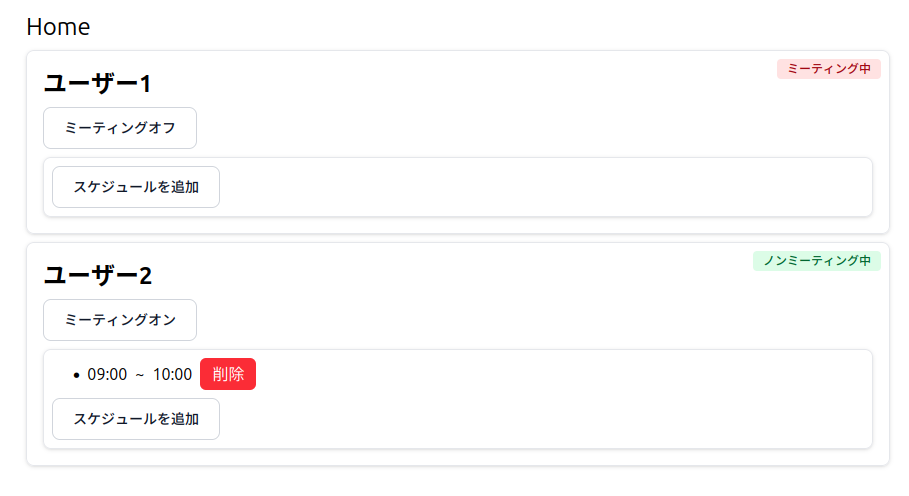 Home
ユーザー1
ミーティング中
ミーティングオフ
スケジュールを追加
ユーザー2
ノンミーティング中
ミーティングオン
• 09:00 ~ 10:00 削除
スケジュールを追加